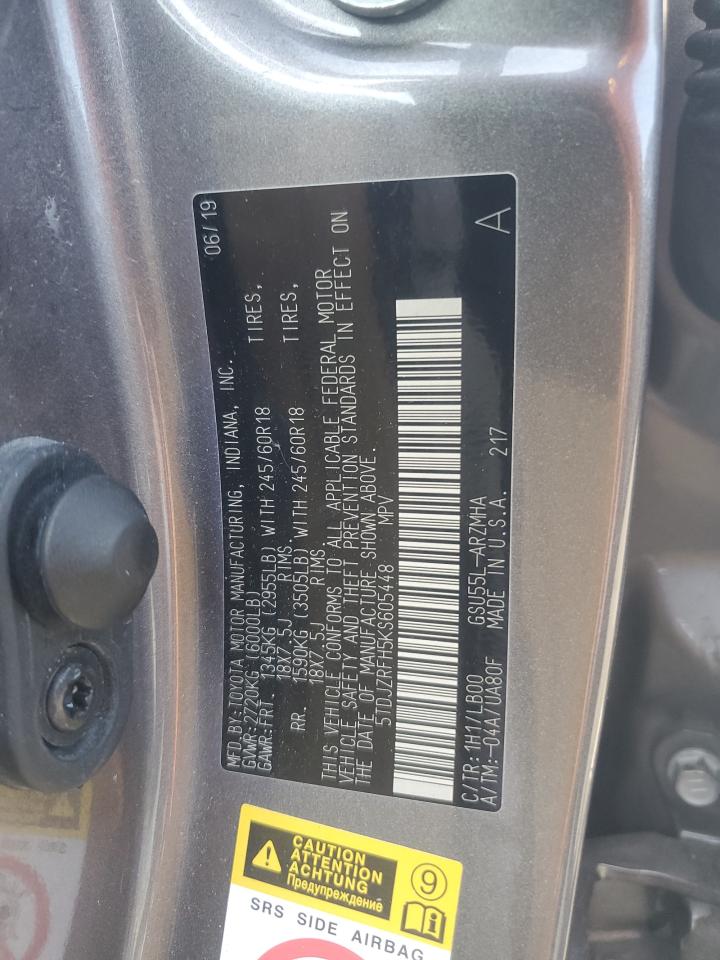 MFD.BY:TOYOTA MOTOR MANUFACTURING, INDIANA, INC. 06/19
GVWR:2720KG (6000LB)
GAWR:FRT. 1345KG (2955LB) WITH 245/60R18 TIRES,
18X7.5J RIMS.
RR. 1590KG (3505LB) WITH 245/60R18 TIRES,
18X7.5J RIMS.
THIS VEHICLE CONFORMS TO ALL APPLICABLE FEDERAL MOTOR
VEHICLE SAFETY AND THEFT PREVENTION STANDARDS IN EFFECT ON
THE DATE OF MANUFACTURE SHOWN ABOVE.
5TDJZRFH5KS605448 MPV
C/TR:1H1/LB00 GSU55L-ARZMHA
A/TM:-04A/UA80F MADE IN U.S.A. 217 A
CAUTION
ATTENTION
ACHTUNG
Предупреждение
9
SRS SIDE AIRBAG